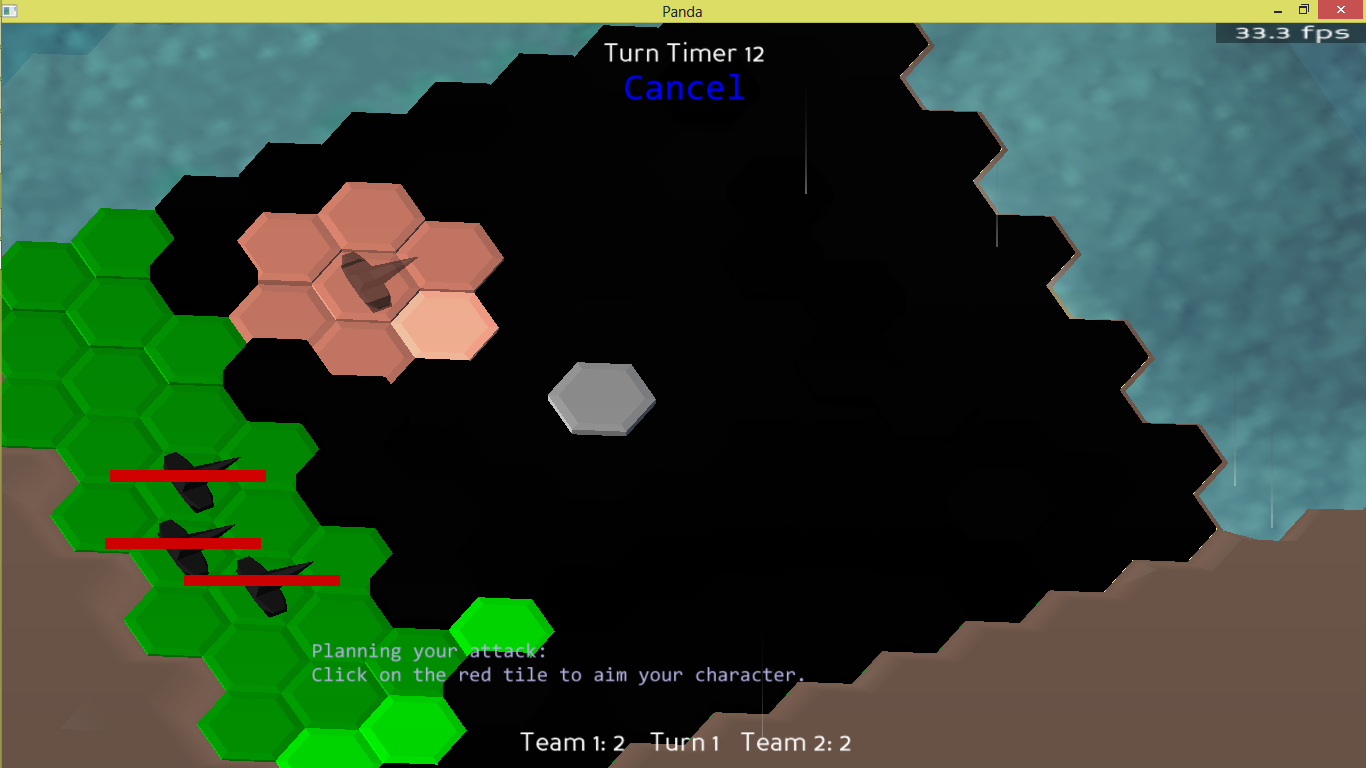 Panda
33.3 fps
Turn Timer 12
Cancel
Planning your attack:
Click on the red tile to aim your character.
Team 1: 2 Turn 1 Team 2: 2